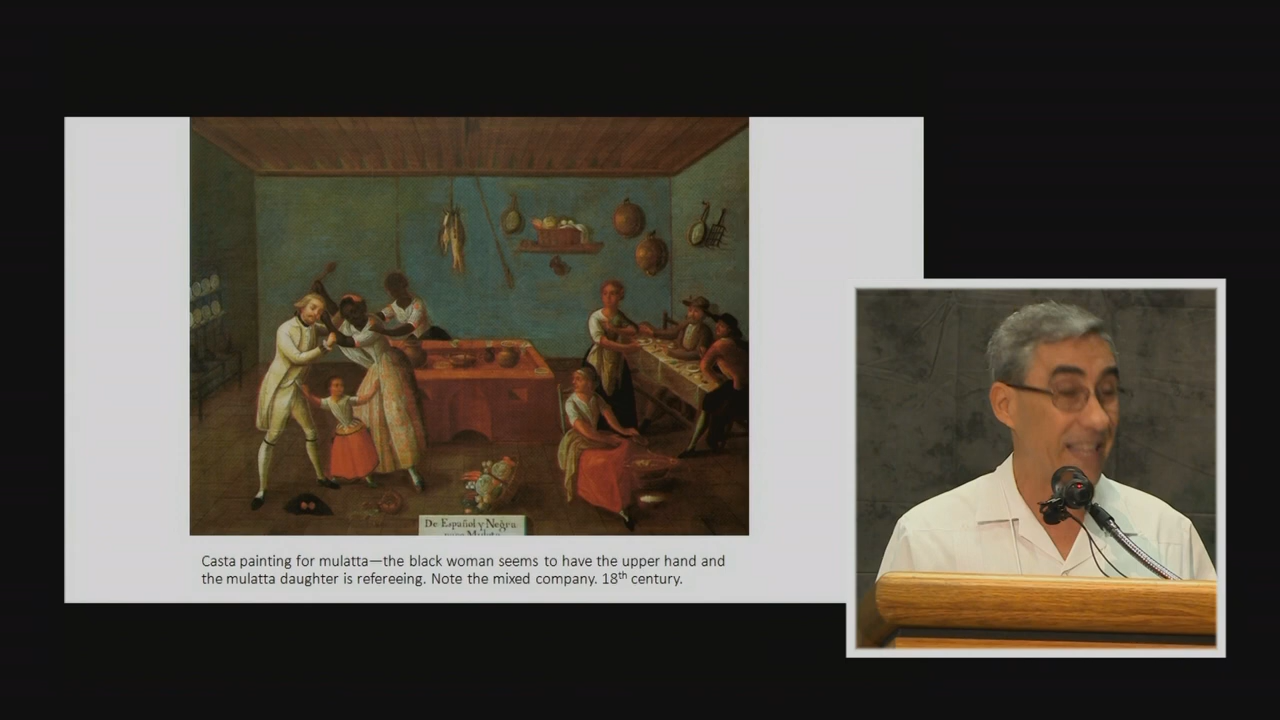 De Español y Negra
Casta painting for mulatta—the black woman seems to have the upper hand and
the mulatta daughter is refereeing. Note the mixed company. 18th century.